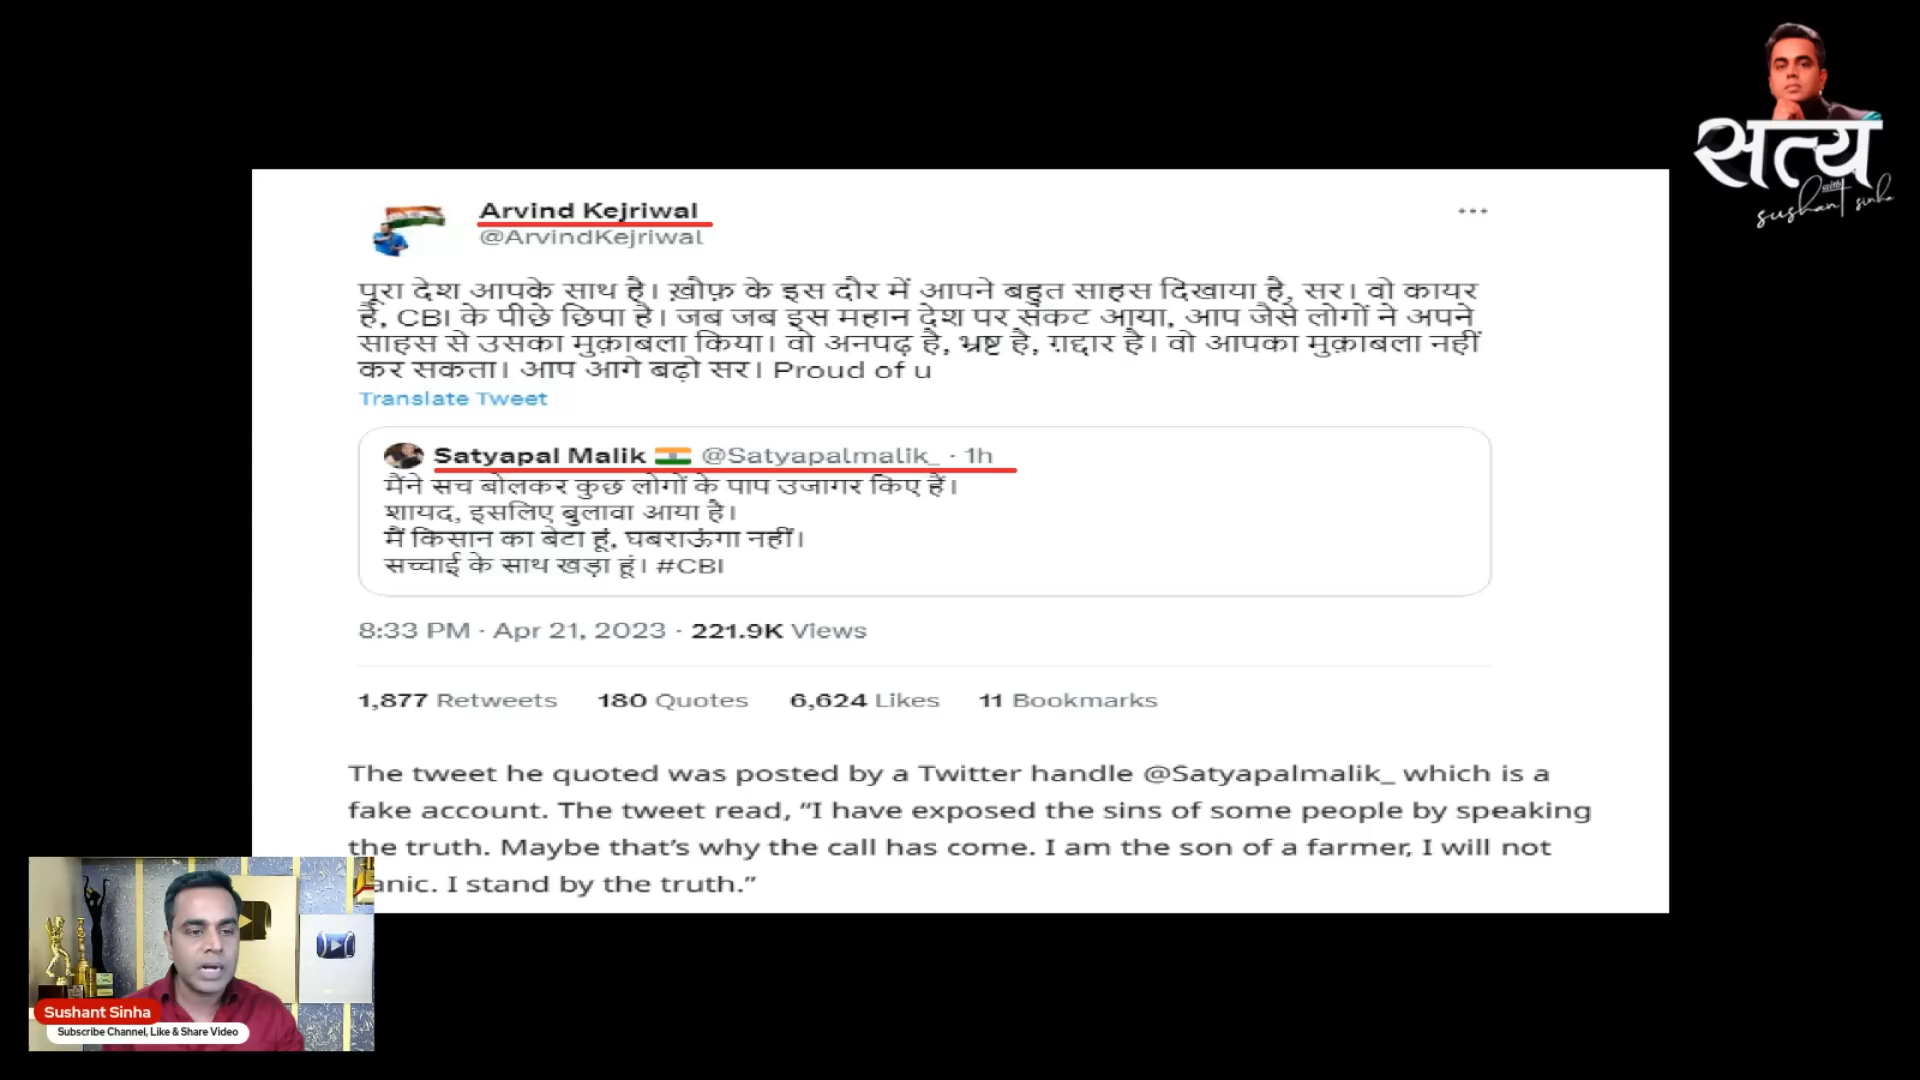 सत्य
with
sushant sinha
Arvind Kejriwal
@ArvindKejriwal
पूरा देश आपके साथ है। ख़ौफ़ के इस दौर में आपने बहुत साहस दिखाया है, सर। वो कायर
है, CBI के पीछे छिपा है। जब जब इस महान देश पर संकट आया, आप जैसे लोगों ने अपने
साहस से उसका मुक़ाबला किया। वो अनपढ़ है, भ्रष्ट है, ग़द्दार है। वो आपका मुक़ाबला नहीं
कर सकता। आप आगे बढ़ो सर। Proud of u
Translate Tweet
Satyapal Malik @Satyapalmalik_ · 1h
मैंने सच बोलकर कुछ लोगों के पाप उजागर किए हैं।
शायद, इसलिए बुलावा आया है।
मैं किसान का बेटा हूं, घबराऊंगा नहीं।
सच्चाई के साथ खड़ा हूं। #CBI
8:33 PM · Apr 21, 2023 · 221.9K Views
1,877 Retweets 180 Quotes 6,624 Likes 11 Bookmarks
The tweet he quoted was posted by a Twitter handle @Satyapalmalik_ which is a
fake account. The tweet read, “I have exposed the sins of some people by speaking
the truth. Maybe that’s why the call has come. I am the son of a farmer, I will not
anic. I stand by the truth.”
Sushant Sinha
Subscribe Channel, Like & Share Video